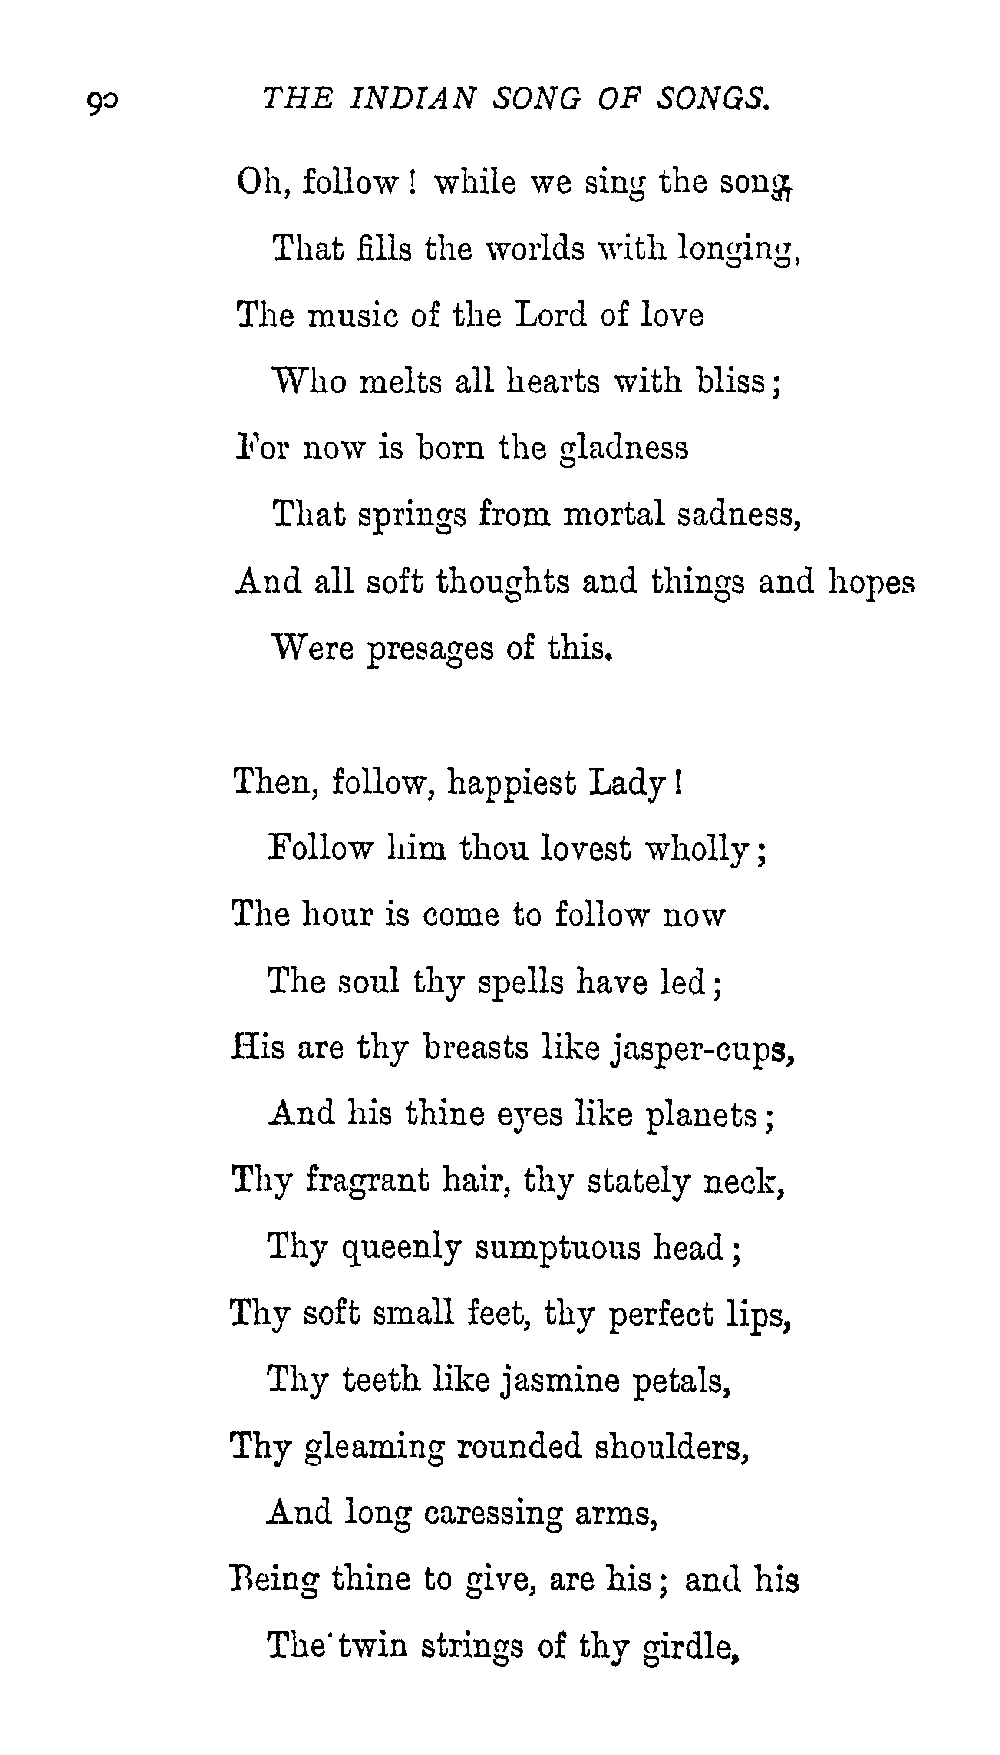 90 THE INDIAN SONG OF SONGS.
Oh, follow! while we sing the song
That fills the worlds with longing,
The music of the Lord of love
Who melts all hearts with bliss;
For now is born the gladness
That springs from mortal sadness,
And all soft thoughts and things and hopes
Were presages of this.
Then, follow, happiest Lady!
Follow him thou lovest wholly;
The hour is come to follow now
The soul thy spells have led;
His are thy breasts like jasper-cups,
And his thine eyes like planets;
Thy fragrant hair, thy stately neck,
Thy queenly sumptuous head;
Thy soft small feet, thy perfect lips,
Thy teeth like jasmine petals,
Thy gleaming rounded shoulders,
And long caressing arms,
Being thine to give, are his; and his
The twin strings of thy girdle,